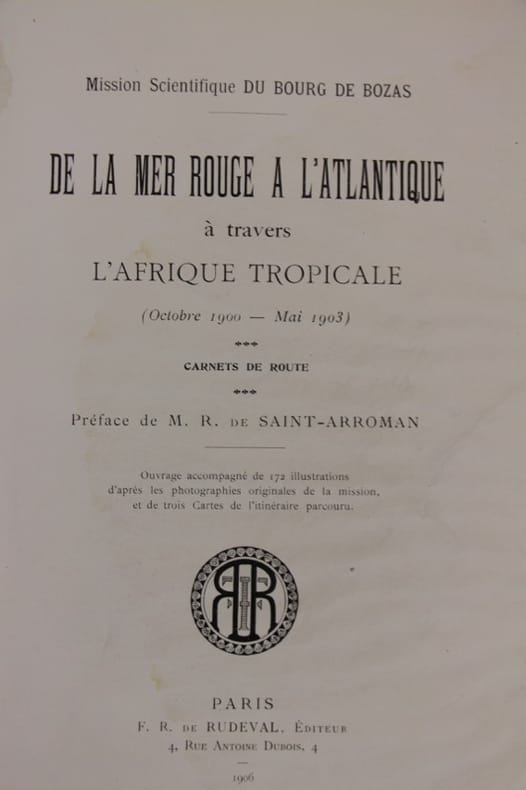 Mission Scientifique DU BOURG DE BOZAS
DE LA MER ROUGE A L'ATLANTIQUE
à travers
L'AFRIQUE TROPICALE
(Octobre 1900 — Mai 1903)
CARNETS DE ROUTE
Préface de M. R. DE SAINT-ARROMAN
Ouvrage accompagné de 172 illustrations
d'après les photographies originales de la mission,
et de trois Cartes de l'itinéraire parcouru.
PARIS
F. R. DE RUDEVAL, ÉDITEUR
4, RUE ANTOINE DUBOIS, 4
1906